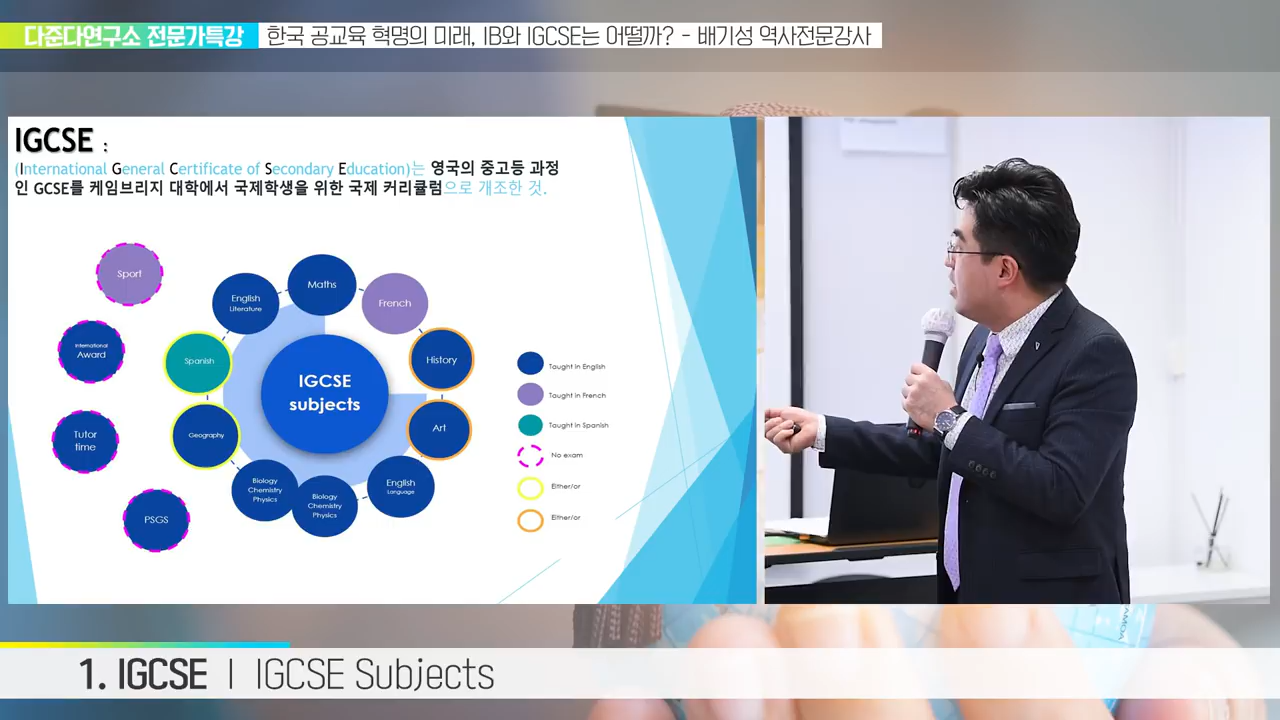 다준다연구소 전문가특강
한국 공교육 혁명의 미래, IB와 IGCSE는 어떨까? - 배기성 역사전문강사
IGCSE :
(International General Certificate of Secondary Education)는 영국의 중고등 과정
인 GCSE를 케임브리지 대학에서 국제학생을 위한 국제 커리큘럼으로 개조한 것.
Sport
International
Award
Tutor
time
PSGS
English
Literature
Maths
French
History
Art
English
Language
Biology
Chemistry
Physics
Biology
Chemistry
Physics
Geography
Spanish
IGCSE
subjects
Taught in English
Taught in French
Taught in Spanish
No exam
Either/or
Either/or
1. IGCSE | IGCSE Subjects